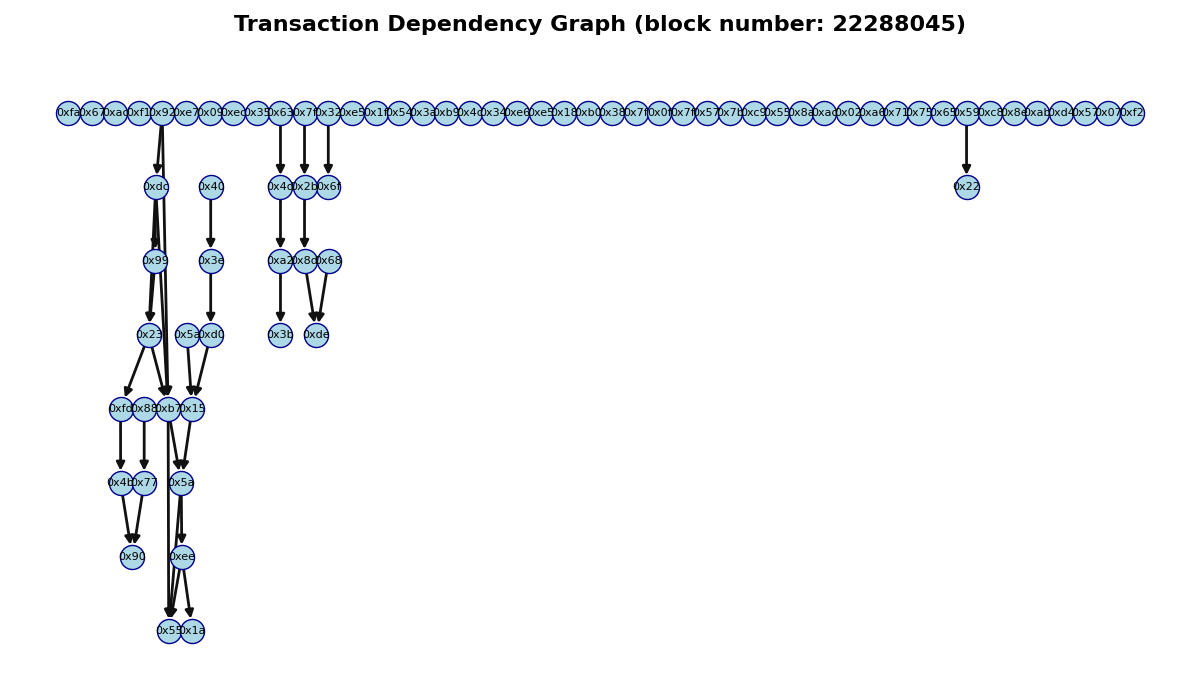 Transaction Dependency Graph (block number: 22288045)
0xfa 0x67 0xac 0xf1 0x92 0xe7 0x09 0xec 0x35 0x63 0x7f 0x32 0xe5 0x1f 0x54 0x3a 0xb9 0x4c 0x34 0xe6 0xe5 0x18 0xb0 0x38 0x7f 0x0f 0x7f 0x57 0x7b 0xc9 0x55 0x8a 0xac 0x02 0xa6 0x71 0x75 0x65 0x59 0xc8 0x8e 0xab 0xd4 0x57 0x07 0xf2
0xdc 0x40 0x4d 0x2b 0x6f 0x22
0x99 0x3e 0xa2 0x8d 0x68
0x23 0x5a 0xd0 0x3b 0xde
0xfd 0x88 0xb7 0x15
0x4b 0x77 0x5a
0x90 0xee
0x55 0x1a